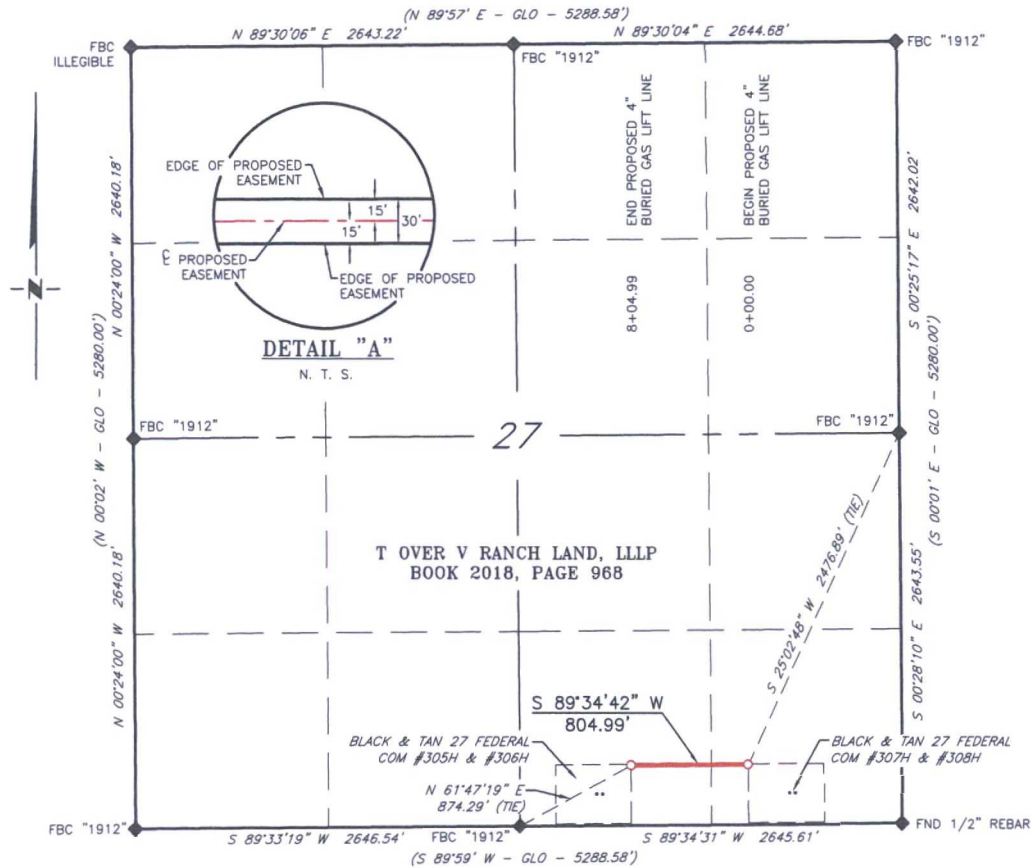 (N 89°57' E - GLO - 5288.58')
N 89°30'06" E 2643.22'
N 89°30'04" E 2644.68'
FBC
ILLEGIBLE
FBC "1912"
FBC "1912"
END PROPOSED 4"
BURIED GAS LIFT LINE
BEGIN PROPOSED 4"
BURIED GAS LIFT LINE
8+04.99
0+00.00
EDGE OF PROPOSED
EASEMENT
15'
15'
30'
℄ PROPOSED
EASEMENT
EDGE OF PROPOSED
EASEMENT
DETAIL "A"
N. T. S.
N
N 00°24'00" W 2640.18'
(N 00°02' W - GLO - 5280.00')
S 00°25'17" E 2642.02'
(S 00°01' E - GLO - 5280.00')
FBC "1912"
27
FBC "1912"
T OVER V RANCH LAND, LLLP
BOOK 2018, PAGE 968
N 00°24'00" W 2640.18'
S 25°02'48" W 2476.89' (TIE)
S 00°28'10" E 2643.55'
S 89°34'42" W
804.99'
BLACK & TAN 27 FEDERAL
COM #305H & #306H
BLACK & TAN 27 FEDERAL
COM #307H & #308H
N 61°47'19" E
874.29' (TIE)
FBC "1912"
S 89°33'19" W 2646.54'
FBC "1912"
S 89°34'31" W 2645.61'
FND 1/2" REBAR
(S 89°59' W - GLO - 5288.58')